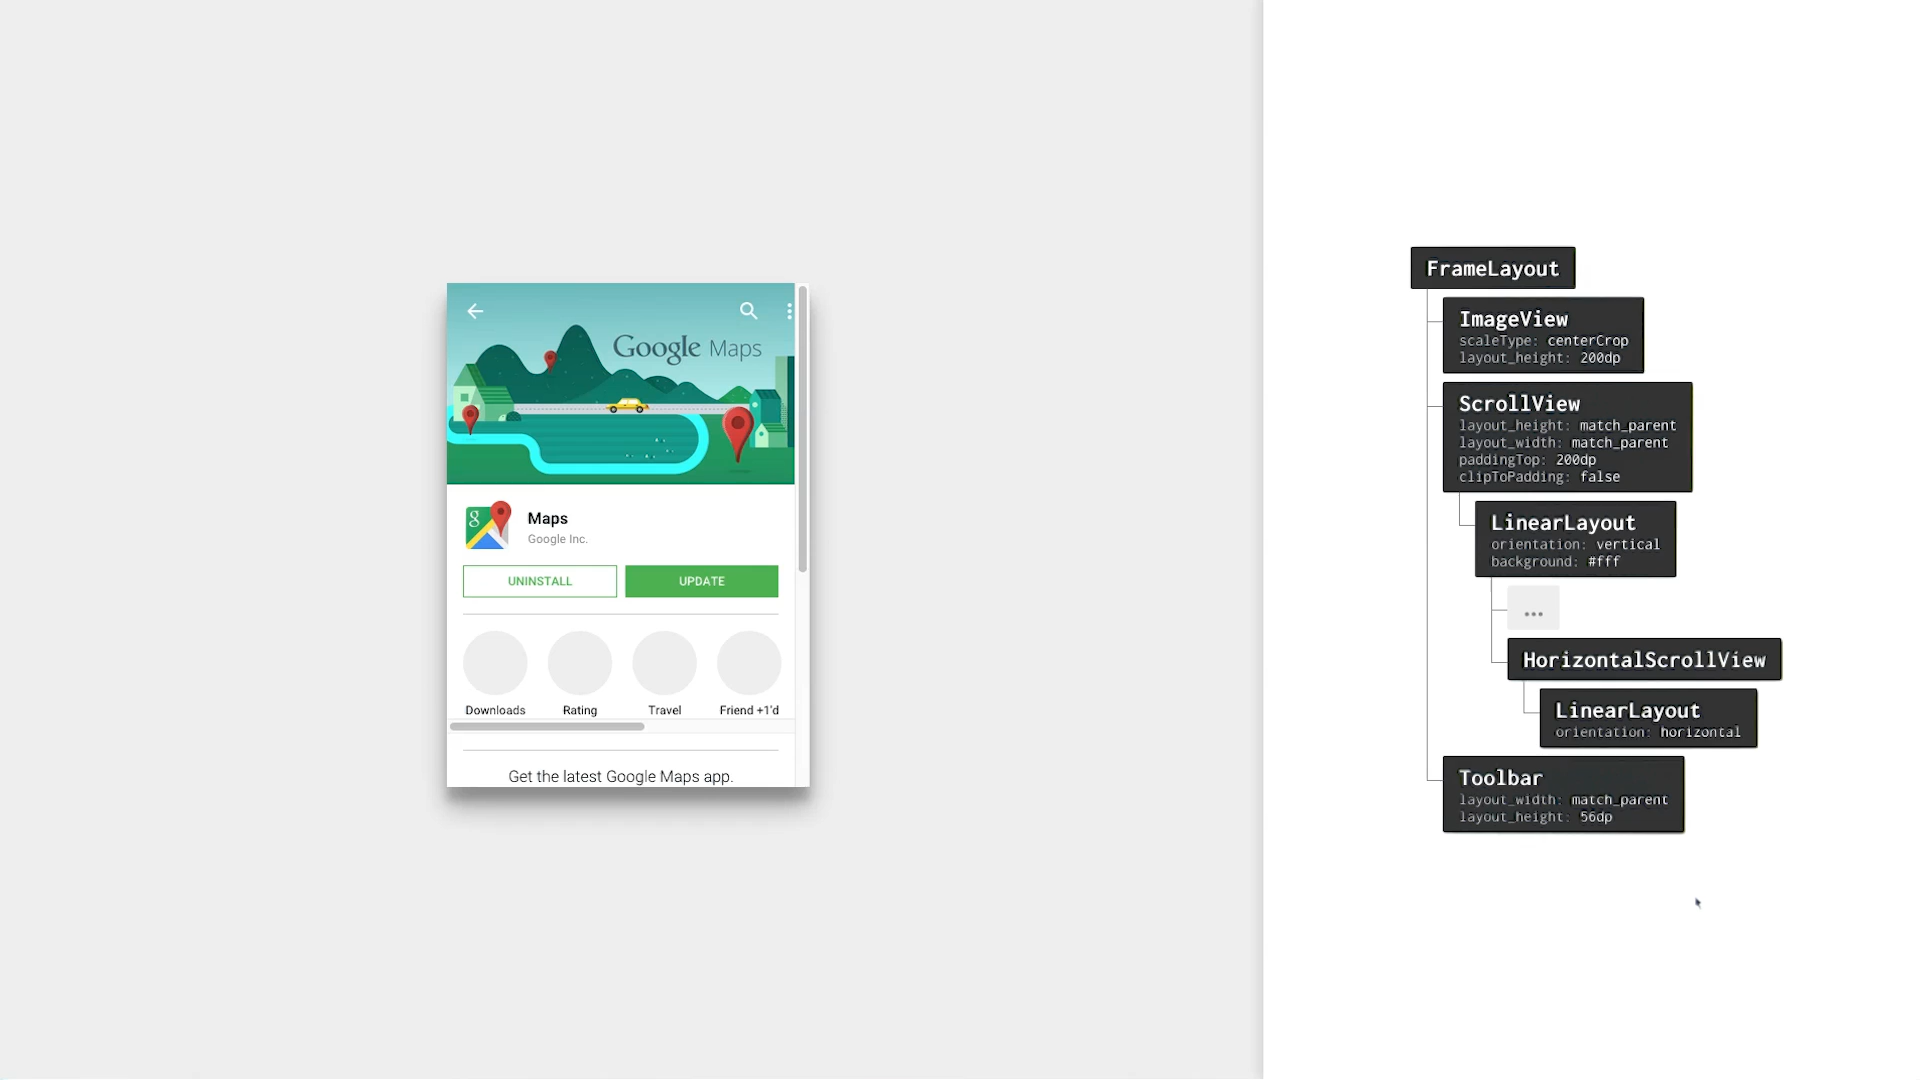 Google Maps
g
Maps
Google Inc.
UNINSTALL
UPDATE
Downloads
Rating
Travel
Friend +1'd
Get the latest Google Maps app.
FrameLayout
ImageView
scaleType: centerCrop
layout_height: 200dp
ScrollView
layout_height: match_parent
layout_width: match_parent
paddingTop: 200dp
clipToPadding: false
LinearLayout
orientation: vertical
background: #fff
...
HorizontalScrollView
LinearLayout
orientation: horizontal
Toolbar
layout_width: match_parent
layout_height: 56dp